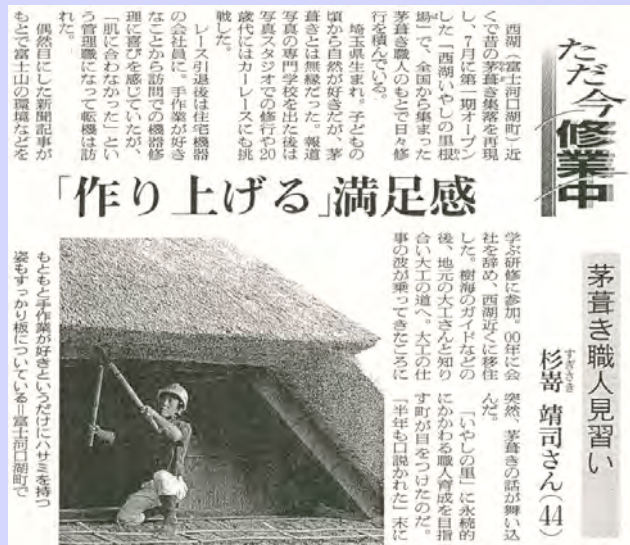 ただ今
修業中
茅葺き職人見習い
すぎさき
杉嵜 靖司さん(44)
「作り上げる」満足感
西湖(富士河口湖町)近
くで昔の茅葺き集落を再現
し、7月に第一期オープン
した「西湖いやしの里根
場」で、全国から集まった
茅葺き職人のもとで日々修
行を積んでいる。
埼玉県生まれ。子どもの
頃から自然が好きだが、茅
葺きとは無縁だった。報道
写真の専門学校を出た後は
写真スタジオでの修行や20
歳代にはカーレースにも挑
戦した。
レース引退後は住宅機器
の会社員に。手作業が好き
なことから訪問での機器修
理に喜びを感じていたが、
「肌に合わなかった」とい
う管理職になって転機は訪
れた。
偶然目にした新聞記事が
もとで富士山の環境などを
学ぶ研修に参加。00年に会
社を辞め、西湖近くに移住
した。樹海のガイドなどの
後、地元の大工さんと知り
合い大工の道へ。大工の仕
事の波が乗ってきたころに
突然、茅葺きの話が舞い込
んだ。
「いやしの里」に永続的
にかかわる職人育成を目指
す町が目をつけたのだ。
「半年も口説かれた」末に
もともと手作業が好きというだけにハサミを持つ
姿もすっかり板についている=富士河口湖町で